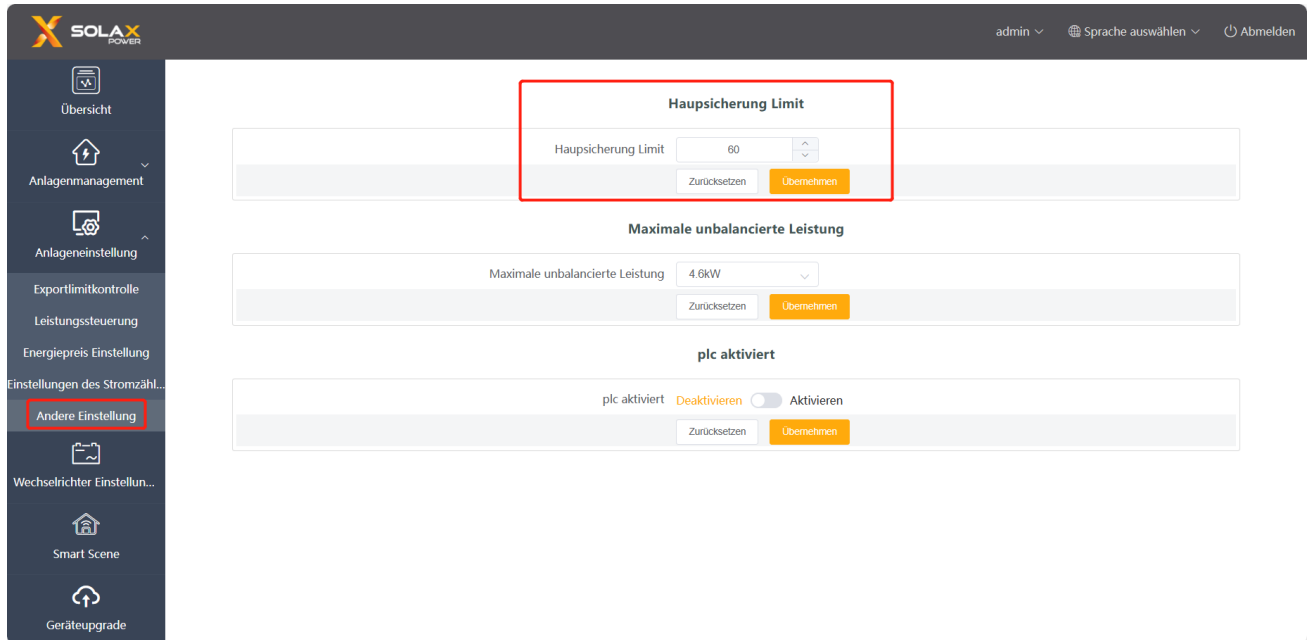 SOLAX
POWER
admin
Sprache auswählen
Abmelden
Übersicht
Anlagenmanagement
Anlageneinstellung
Exportlimitkontrolle
Leistungssteuerung
Energiepreis Einstellung
Einstellungen des Stromzähl...
Andere Einstellung
Wechselrichter Einstellun...
Smart Scene
Geräteupgrade
Haupsicherung Limit
Haupsicherung Limit 60
Zurücksetzen Übernehmen
Maximale unbalancierte Leistung
Maximale unbalancierte Leistung 4.6kW
Zurücksetzen Übernehmen
plc aktiviert
plc aktiviert Deaktivieren Aktivieren
Zurücksetzen Übernehmen